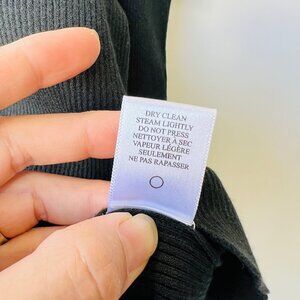 DRY CLEAN
STEAM LIGHTLY
DO NOT PRESS
NETTOYER A SEC
VAPEUR LÉGÈRE
SEULEMENT
NE PAS RAPASSER